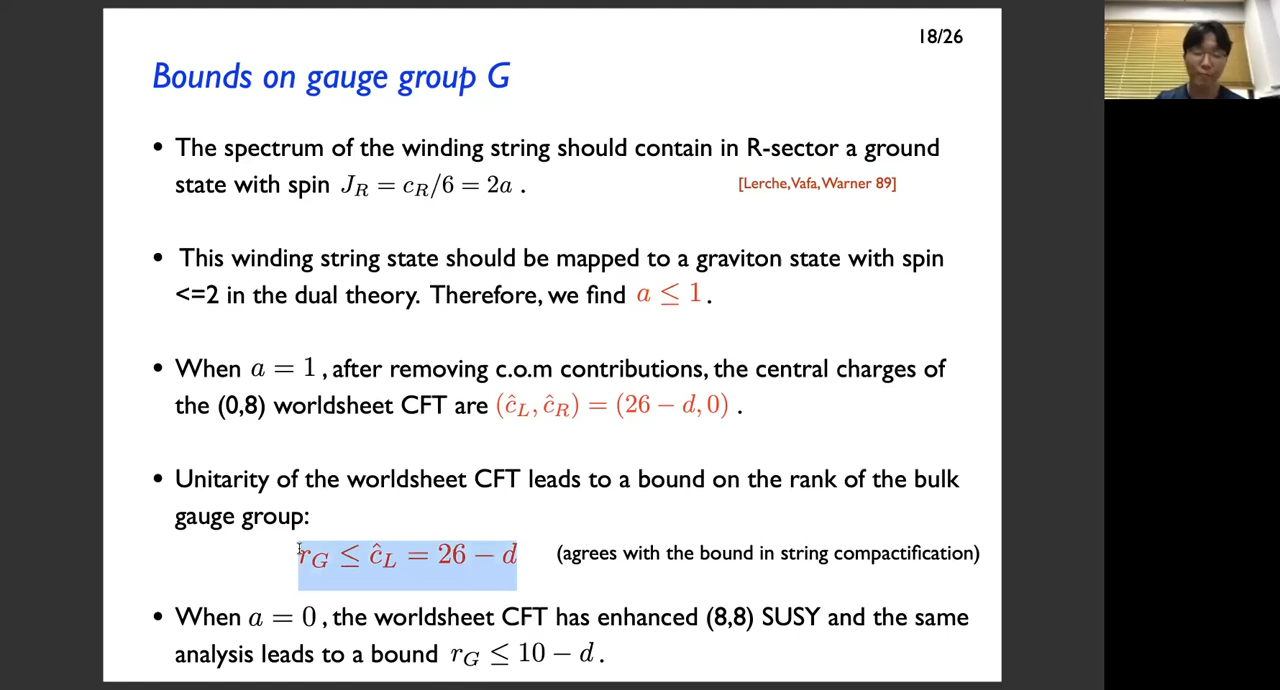 18/26
Bounds on gauge group G
• The spectrum of the winding string should contain in R-sector a ground
state with spin J_R = c_R/6 = 2a .
[Lerche, Vafa, Warner 89]
• This winding string state should be mapped to a graviton state with spin
<=2 in the dual theory. Therefore, we find a ≤ 1 .
• When a = 1 , after removing c.o.m contributions, the central charges of
the (0,8) worldsheet CFT are (ĉ_L, ĉ_R) = (26 − d, 0) .
• Unitarity of the worldsheet CFT leads to a bound on the rank of the bulk
gauge group:
r_G ≤ ĉ_L = 26 − d (agrees with the bound in string compactification)
• When a = 0 , the worldsheet CFT has enhanced (8,8) SUSY and the same
analysis leads to a bound r_G ≤ 10 − d .